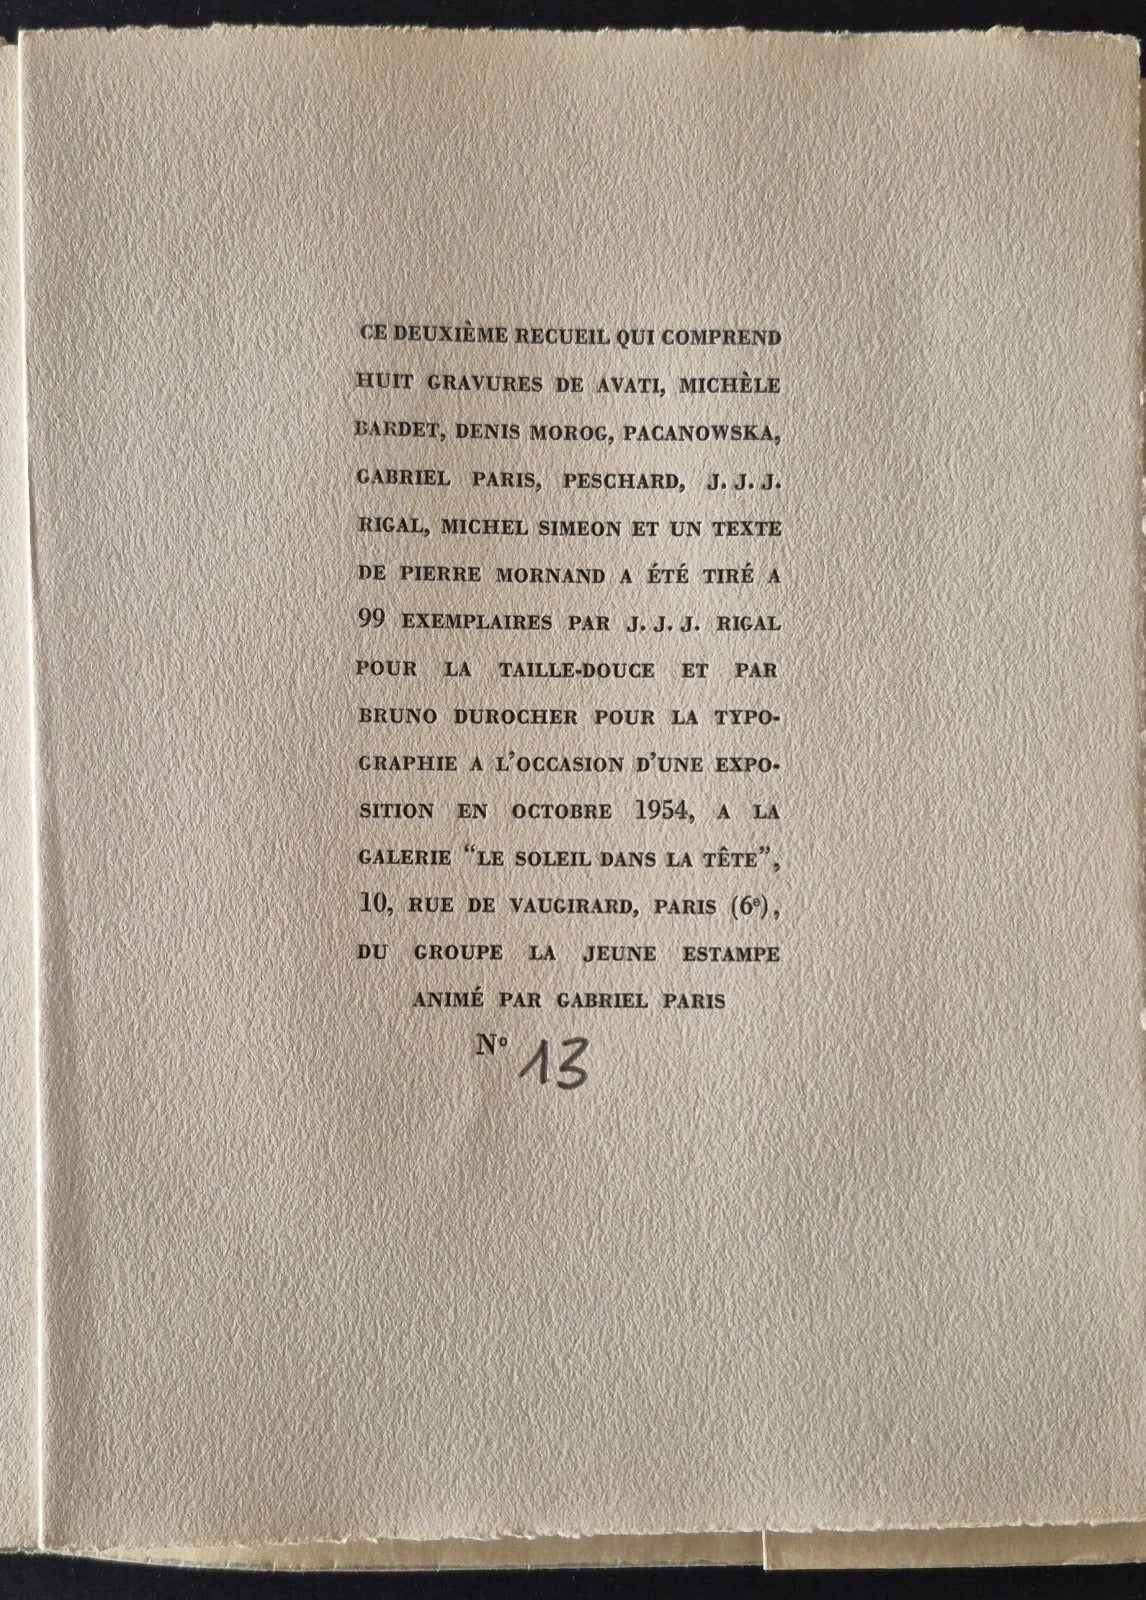 CE DEUXIÈME RECUEIL QUI COMPREND
HUIT GRAVURES DE AVATI, MICHÈLE
BARDET, DENIS MOROG, PACANOWSKA,
GABRIEL PARIS, PESCHARD, J. J. J.
RIGAL, MICHEL SIMEON ET UN TEXTE
DE PIERRE MORNAND A ÉTÉ TIRÉ A
99 EXEMPLAIRES PAR J. J. J. RIGAL
POUR LA TAILLE-DOUCE ET PAR
BRUNO DUROCHER POUR LA TYPO-
GRAPHIE A L'OCCASION D'UNE EXPO-
SITION EN OCTOBRE 1954, A LA
GALERIE “LE SOLEIL DANS LA TÊTE”,
10, RUE DE VAUGIRARD, PARIS (6e),
DU GROUPE LA JEUNE ESTAMPE
ANIMÉ PAR GABRIEL PARIS
No 13